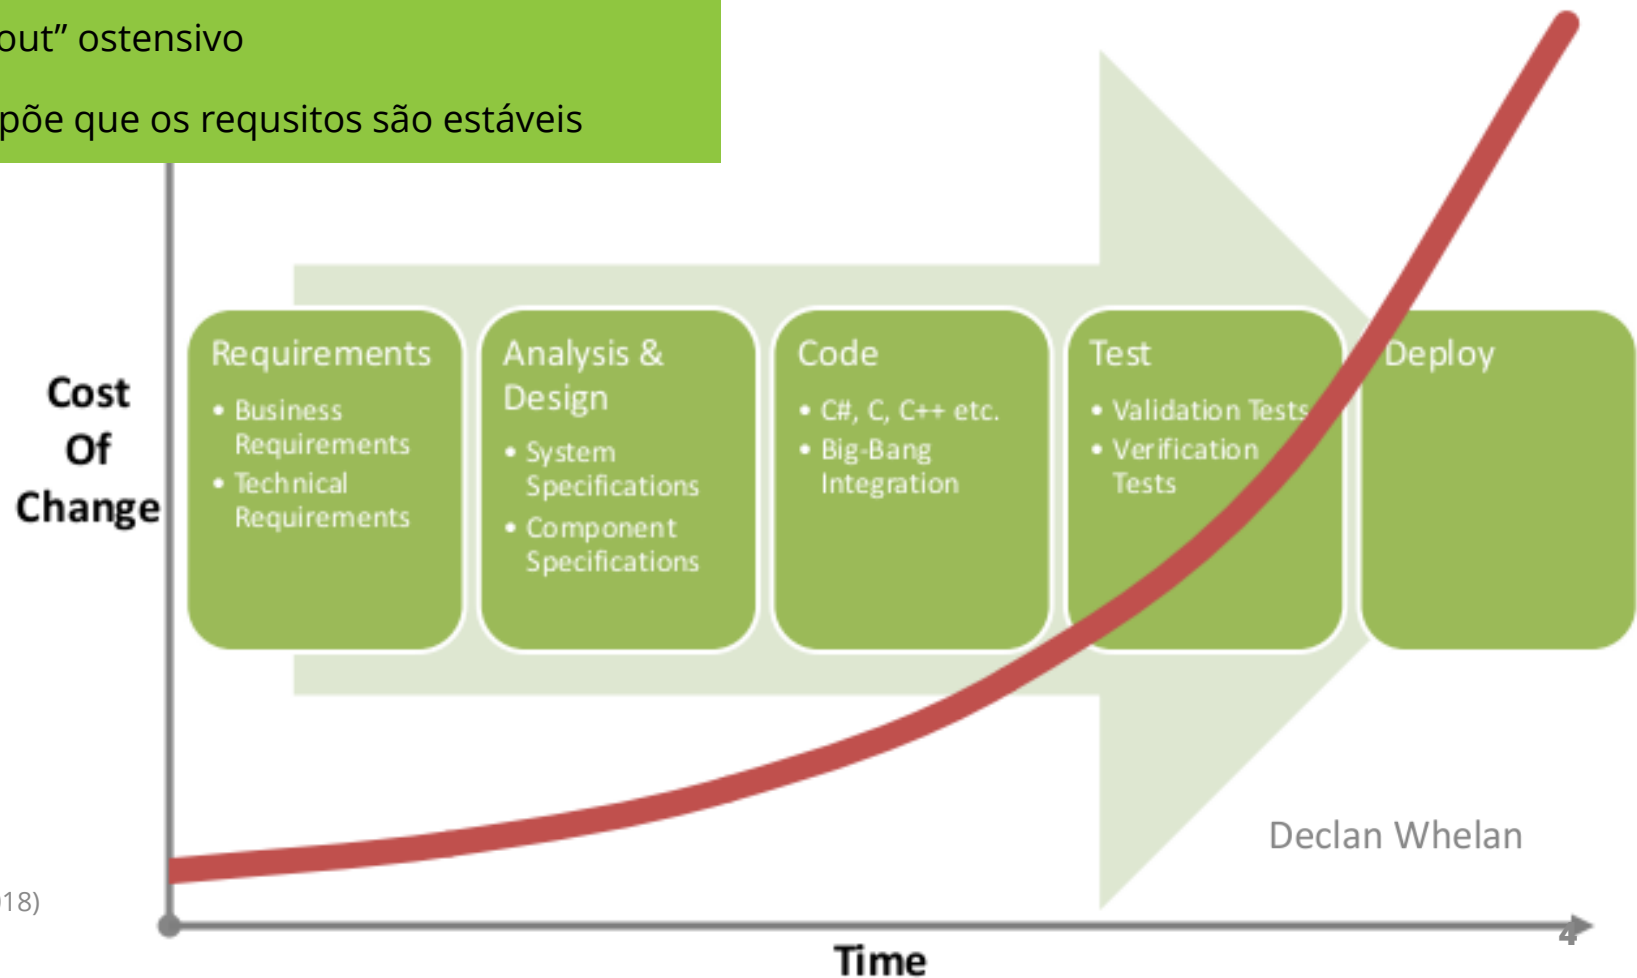 out” ostensivo
põe que os requsitos são estáveis
Cost
Of
Change
Requirements
• Business
Requirements
• Technical
Requirements
Analysis &
Design
• System
Specifications
• Component
Specifications
Code
• C#, C, C++ etc.
• Big-Bang
Integration
Test
• Validation Tests
• Verification
Tests
Deploy
Declan Whelan
18)
4
Time